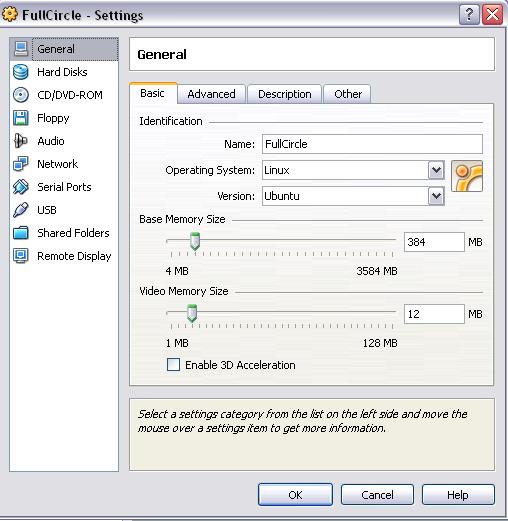 FullCircle - Settings
General
Hard Disks
CD/DVD-ROM
Floppy
Audio
Network
Serial Ports
USB
Shared Folders
Remote Display
General
Basic Advanced Description Other
Identification
Name: FullCircle
Operating System: Linux
Version: Ubuntu
Base Memory Size
384 MB
4 MB 3584 MB
Video Memory Size
12 MB
1 MB 128 MB
Enable 3D Acceleration
Select a settings category from the list on the left side and move the
mouse over a settings item to get more information.
OK Cancel Help